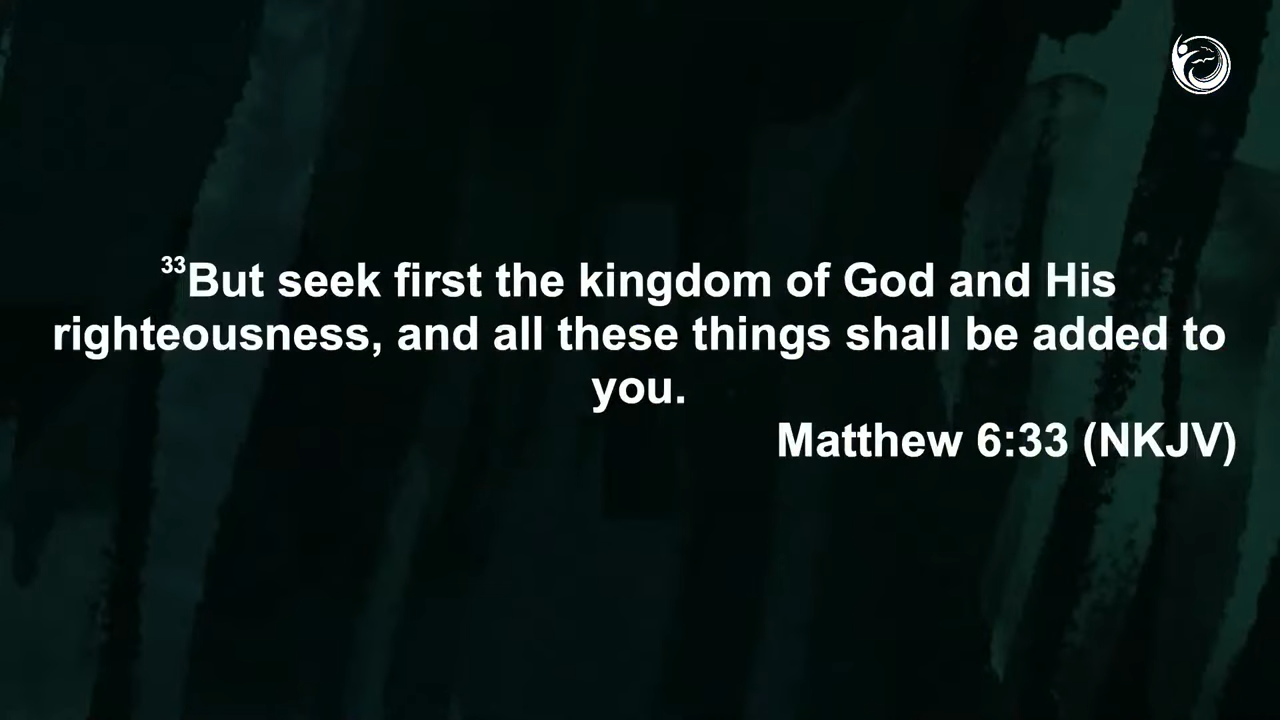 33But seek first the kingdom of God and His
righteousness, and all these things shall be added to
you.
Matthew 6:33 (NKJV)